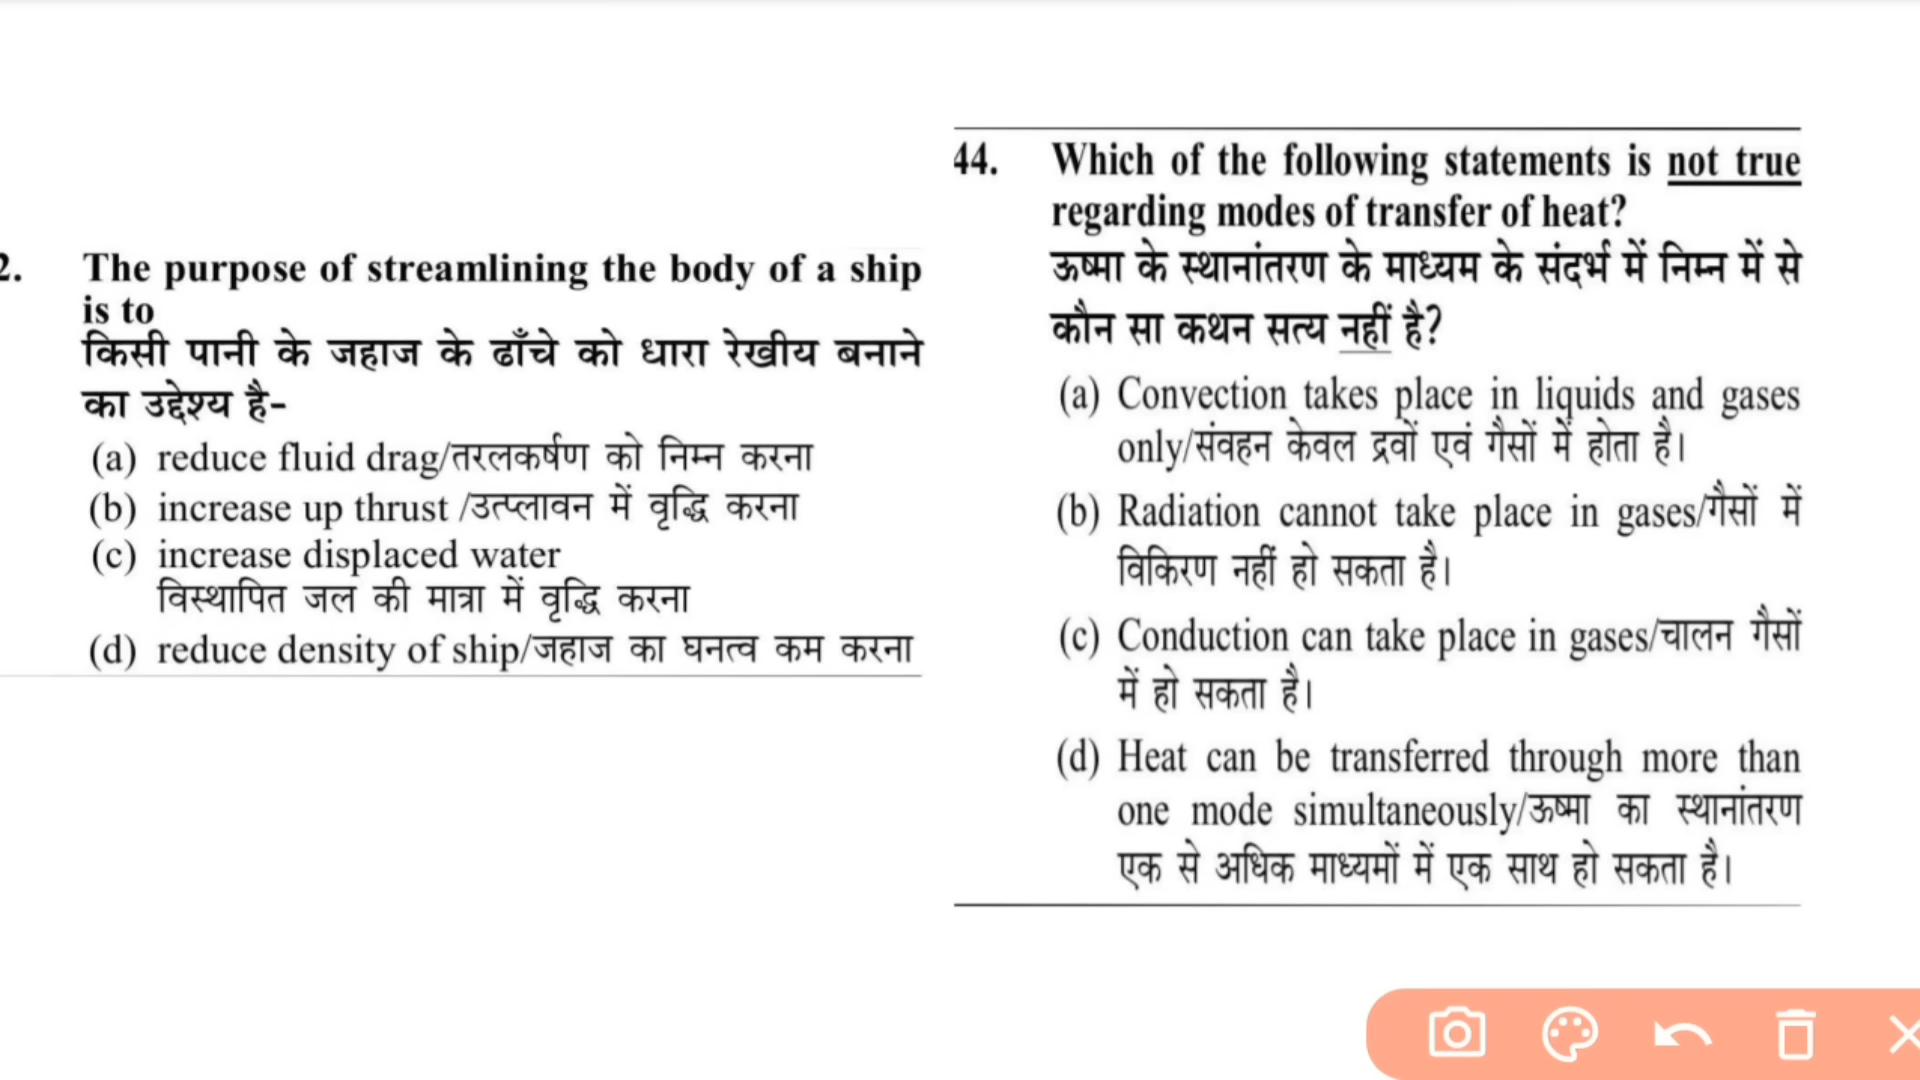 2. The purpose of streamlining the body of a ship
is to
किसी पानी के जहाज के ढाँचे को धारा रेखीय बनाने
का उद्देश्य है-
(a) reduce fluid drag/तरलकर्षण को निम्न करना
(b) increase up thrust /उत्प्लावन में वृद्धि करना
(c) increase displaced water
विस्थापित जल की मात्रा में वृद्धि करना
(d) reduce density of ship/जहाज का घनत्व कम करना
44. Which of the following statements is not true
regarding modes of transfer of heat?
ऊष्मा के स्थानांतरण के माध्यम के संदर्भ में निम्न में से
कौन सा कथन सत्य नहीं है?
(a) Convection takes place in liquids and gases
only/संवहन केवल द्रवों एवं गैसों में होता है।
(b) Radiation cannot take place in gases/गैसों में
विकिरण नहीं हो सकता है।
(c) Conduction can take place in gases/चालन गैसों
में हो सकता है।
(d) Heat can be transferred through more than
one mode simultaneously/ऊष्मा का स्थानांतरण
एक से अधिक माध्यमों में एक साथ हो सकता है।